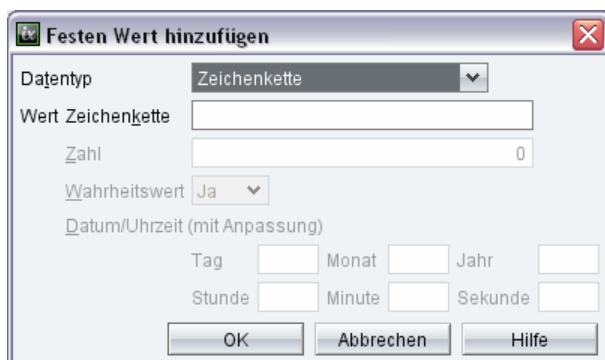 ix Festen Wert hinzufügen
Datentyp Zeichenkette
Wert Zeichenkette
Zahl 0
Wahrheitswert Ja
Datum/Uhrzeit (mit Anpassung)
Tag Monat Jahr
Stunde Minute Sekunde
OK Abbrechen Hilfe